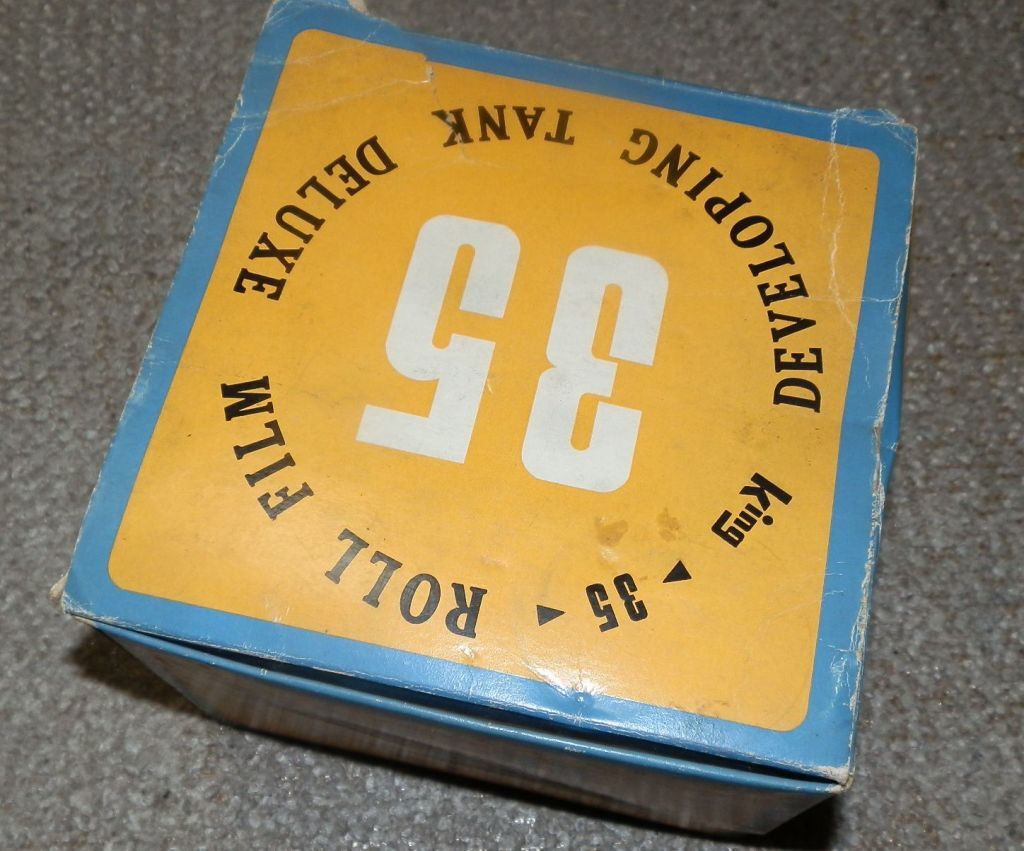 King
DEVELOPING TANK DELUXE
35
▲ 35 ▲
ROLL FILM